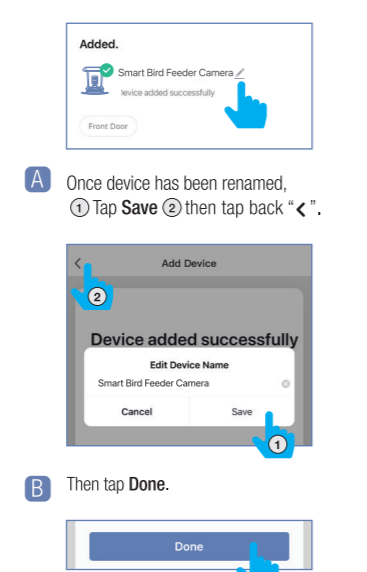 Added.
Smart Bird Feeder Camera
Device added successfully
Front Door
A Once device has been renamed,
1 Tap Save 2 then tap back "<".
< Add Device
2
Device added successfully
Edit Device Name
Smart Bird Feeder Camera
Cancel Save
1
B Then tap Done.
Done